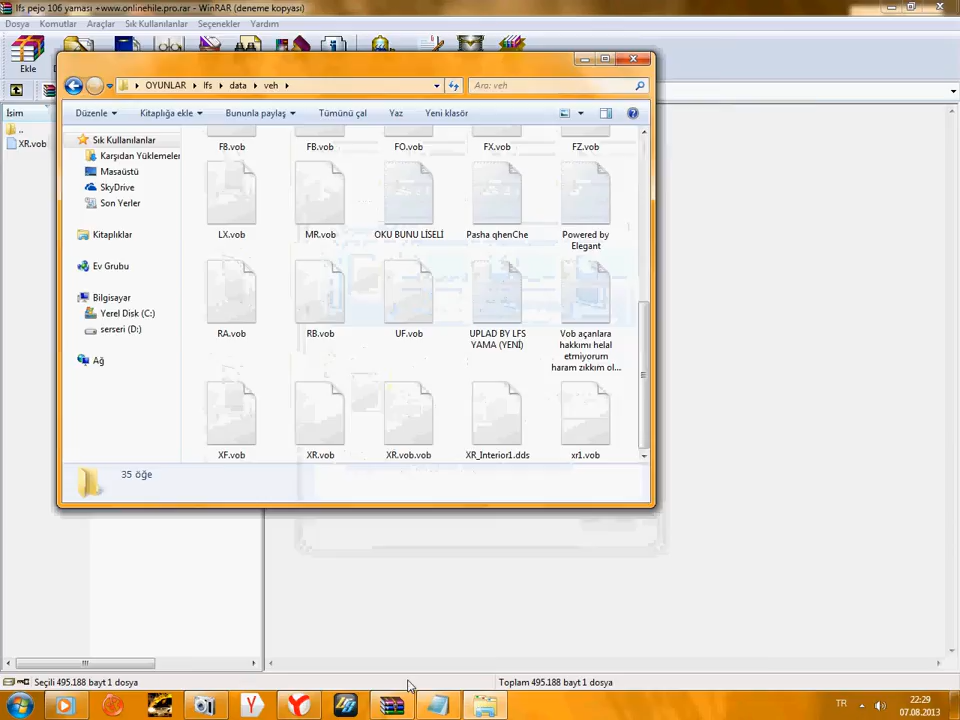 lfs pejo 106 yaması +www.onlinehile.pro.rar - WinRAR (deneme kopyası)
Dosya Komutlar Araçlar Sık Kullanılanlar Seçenekler Yardım
Ekle
OYUNLAR lfs data veh
Ara: veh
Düzenle Kitaplığa ekle Bununla paylaş Tümünü çal Yaz Yeni klasör
İsim
..
XR.vob
Sık Kullanılanlar
Karşıdan Yüklemeler
Masaüstü
SkyDrive
Son Yerler
Kitaplıklar
Ev Grubu
Bilgisayar
Yerel Disk (C:)
serseri (D:)
Ağ
FB.vob FB.vob FO.vob FX.vob FZ.vob
LX.vob MR.vob OKU BUNU LİSELİ Pasha qhenChe Powered by
Elegant
RA.vob RB.vob UF.vob UPLAD BY LFS
YAMA (YENİ)
Vob açanlara
hakkımı helal
etmiyorum
haram zıkkım ol...
XF.vob XR.vob XR.vob.vob XR_Interior1.dds xr1.vob
35 öğe
Seçili 495.188 bayt 1 dosya
Toplam 495.188 bayt 1 dosya
TR
22:29
07.08.2013